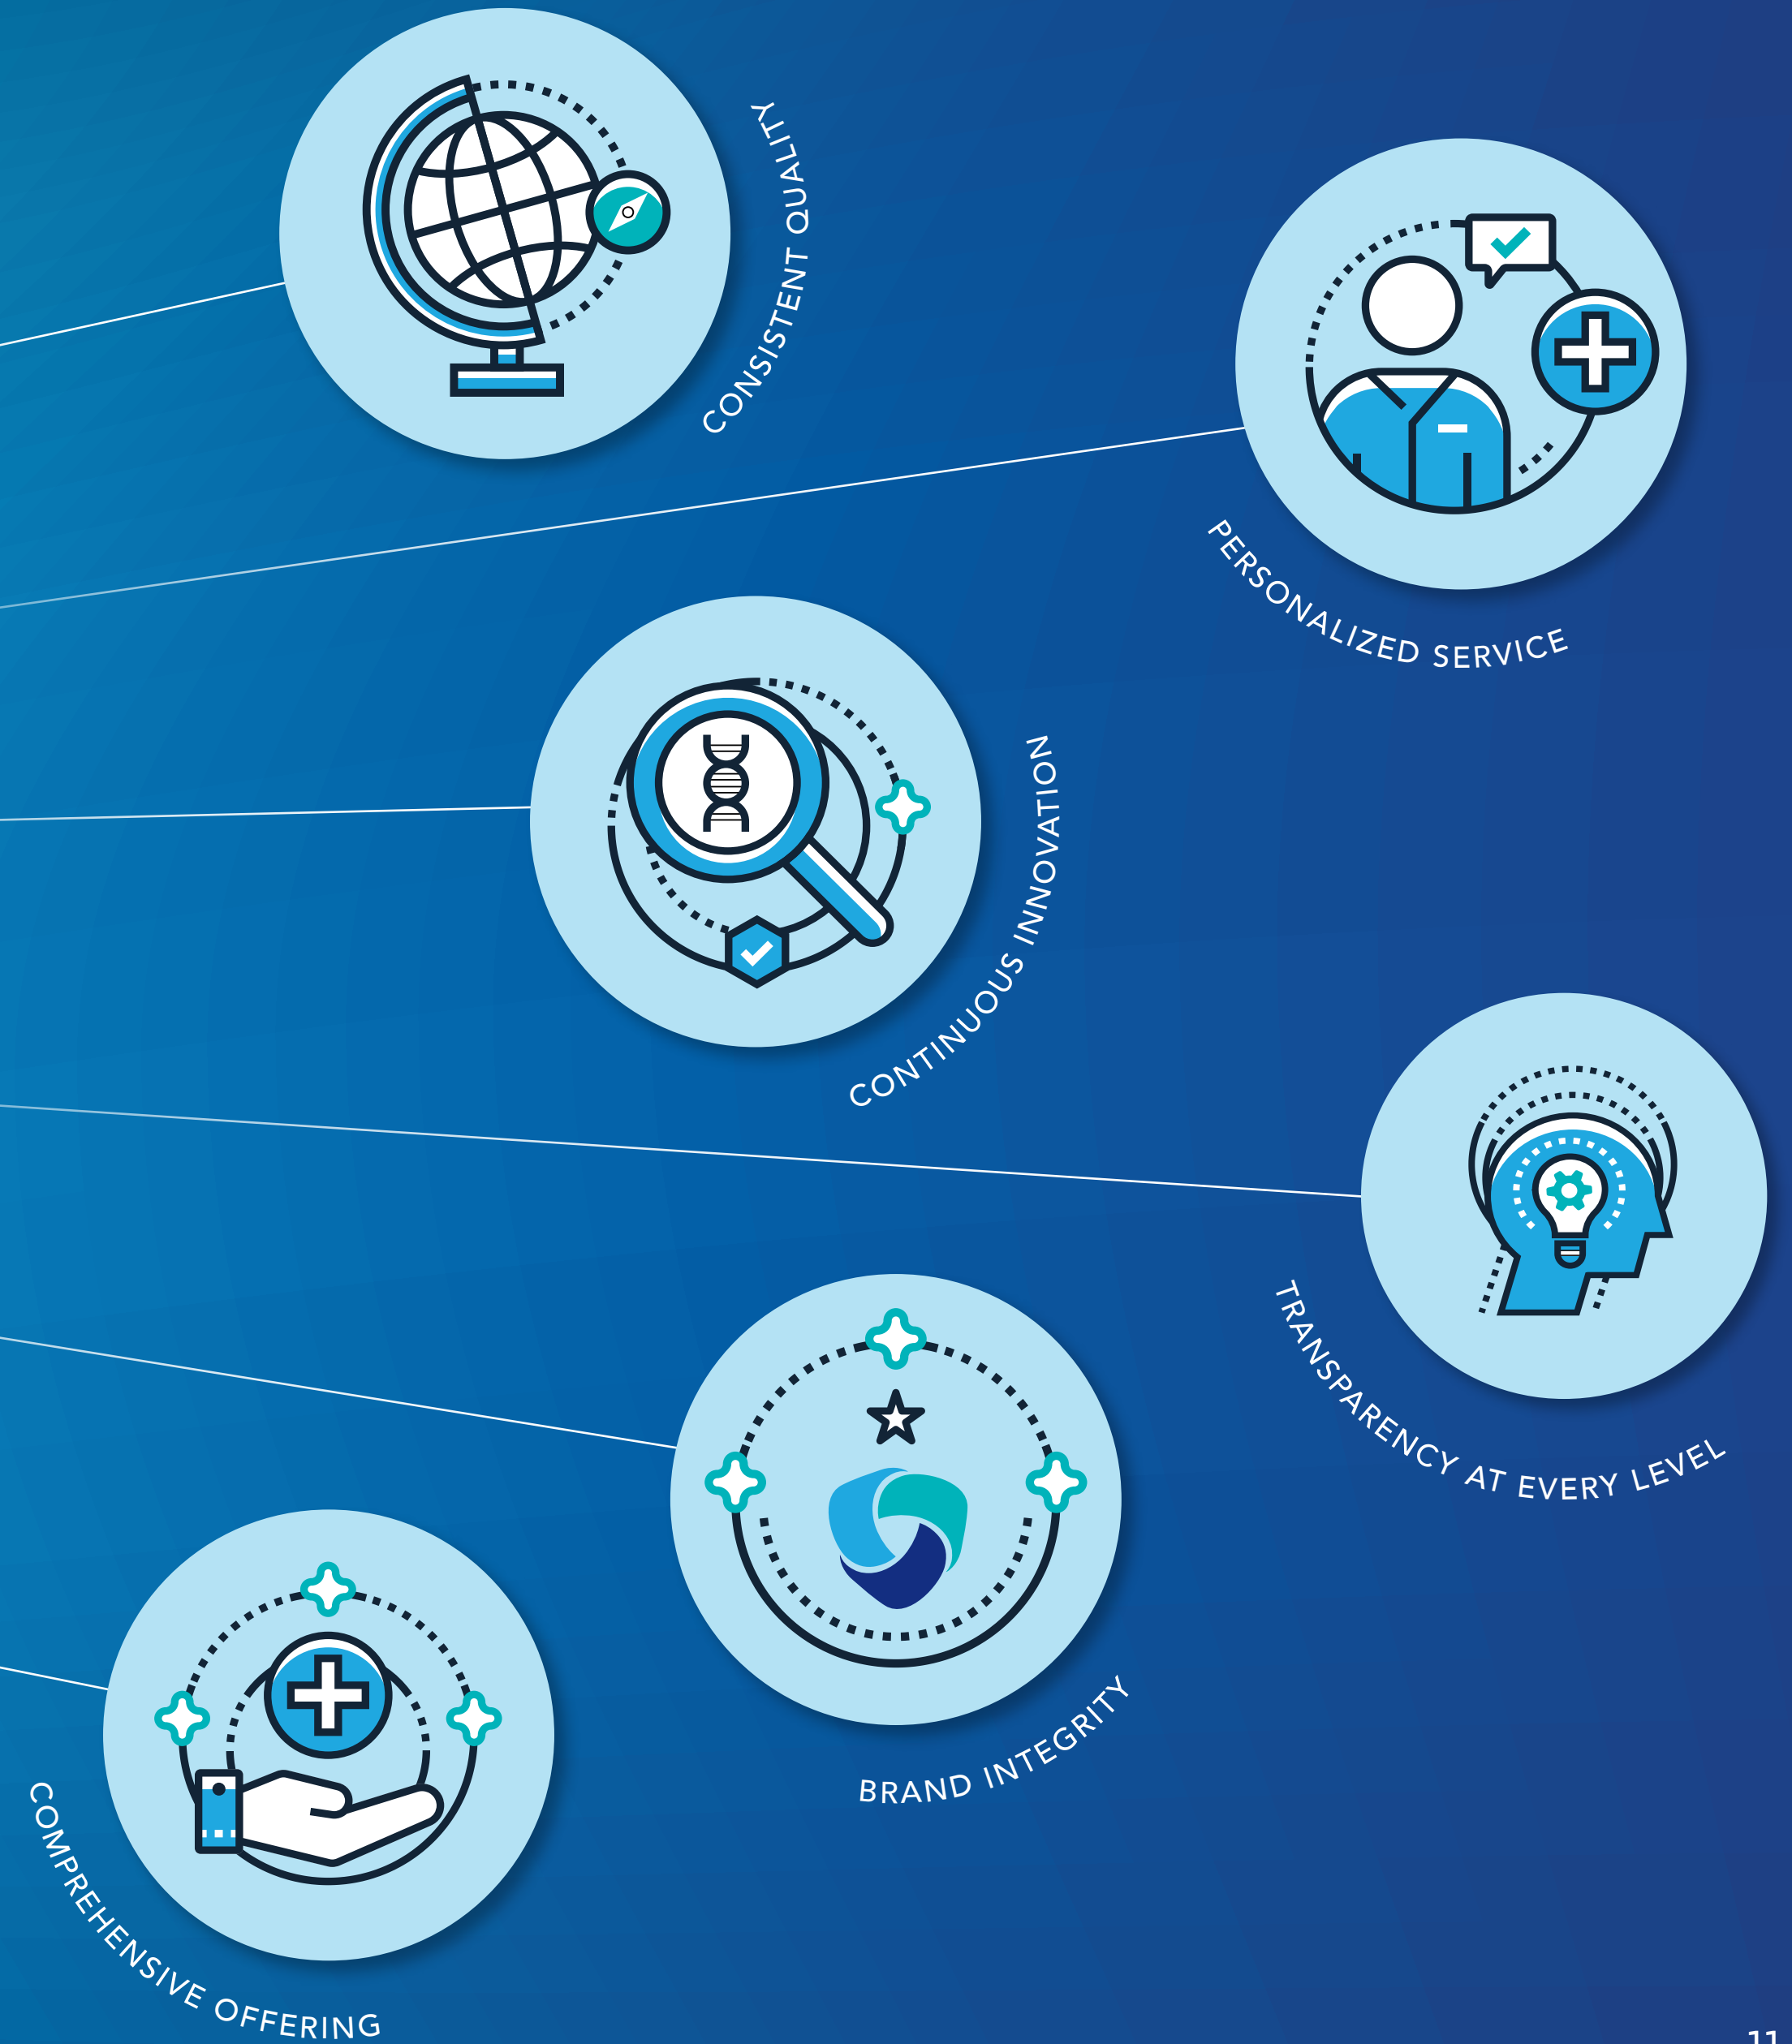 CONSISTENT QUALITY
PERSONALIZED SERVICE
CONTINUOUS INNOVATION
TRANSPARENCY AT EVERY LEVEL
BRAND INTEGRITY
COMPREHENSIVE OFFERING
11